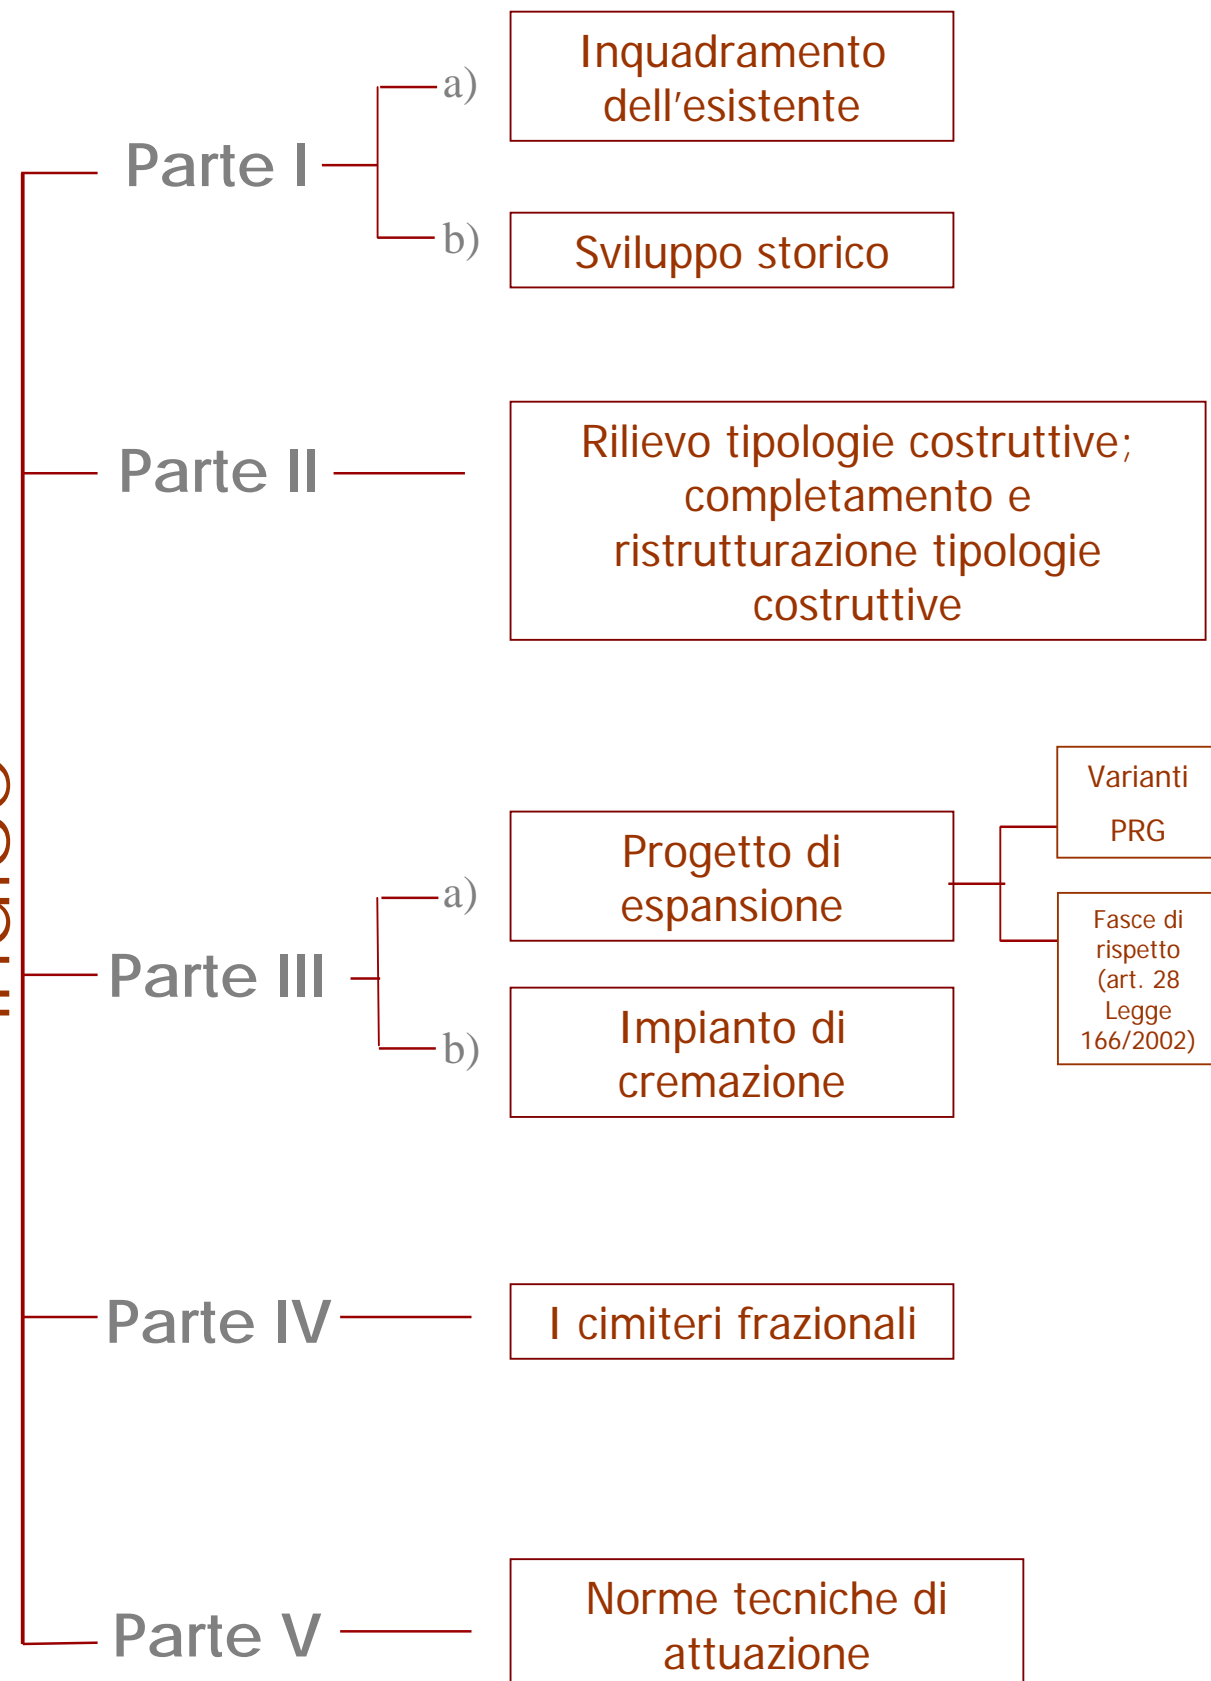 Parte I
a)
Inquadramento
dell'esistente
b)
Sviluppo storico
Parte II
Rilievo tipologie costruttive;
completamento e
ristrutturazione tipologie
costruttive
Parte III
a)
Progetto di
espansione
Varianti
PRG
Fasce di
rispetto
(art. 28
Legge
166/2002)
b)
Impianto di
cremazione
Parte IV
I cimiteri frazionali
Parte V
Norme tecniche di
attuazione